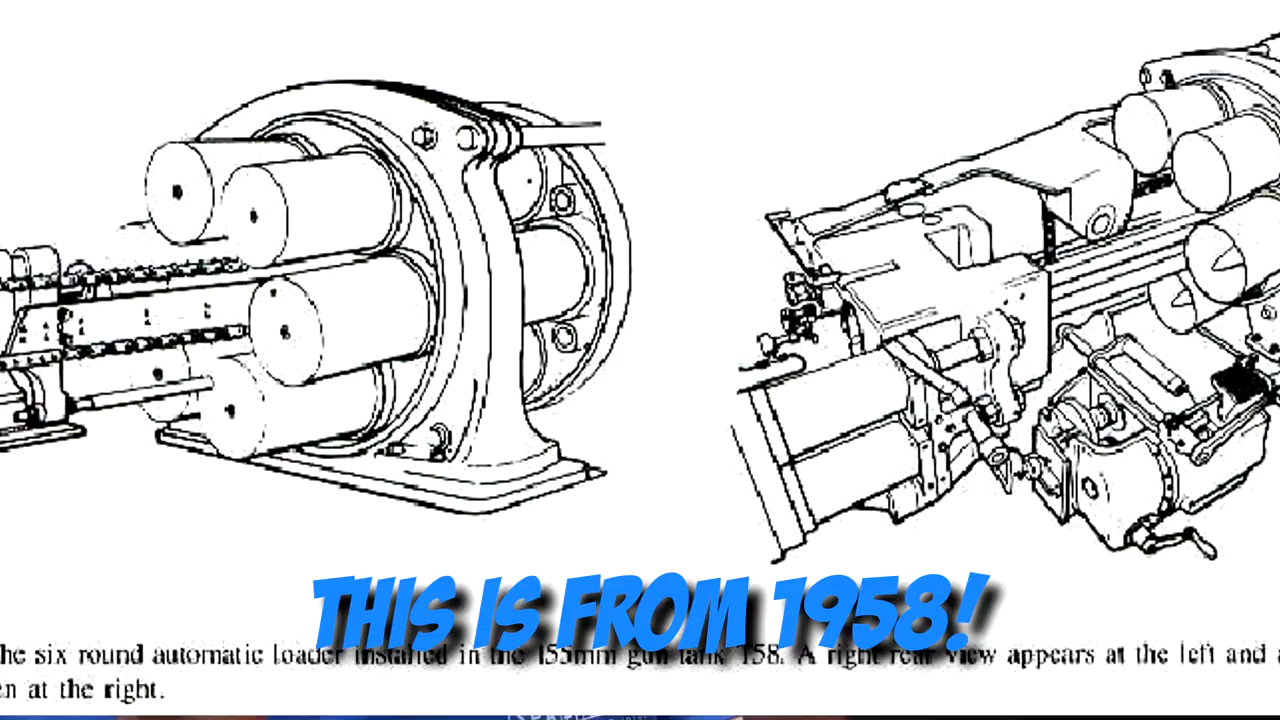 THIS IS FROM 1958!
he six round automatic loader installed in the 155mm gun tank T58. A right rear view appears at the left and
en at the right.